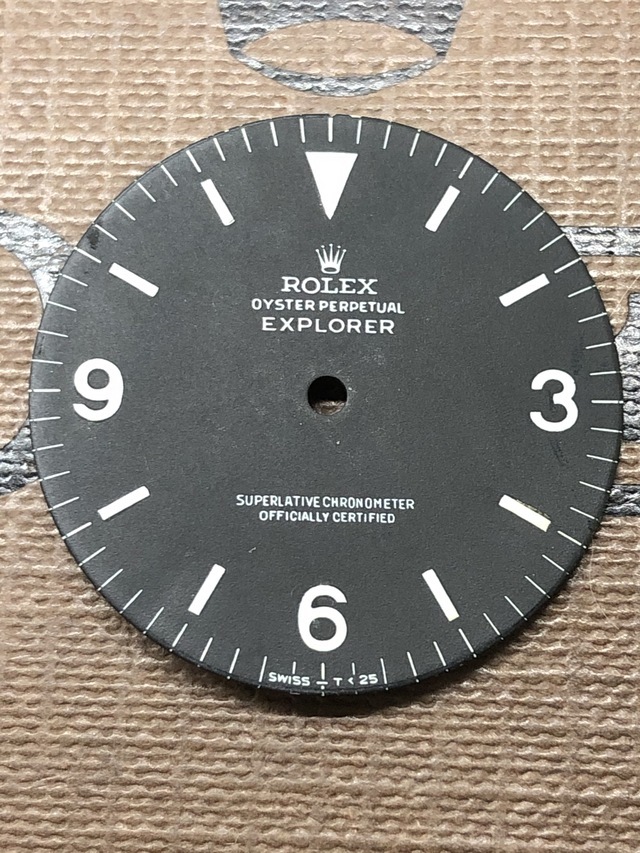 ROLEX
OYSTER PERPETUAL
EXPLORER
9 3
SUPERLATIVE CHRONOMETER
OFFICIALLY CERTIFIED
6
SWISS - T < 25